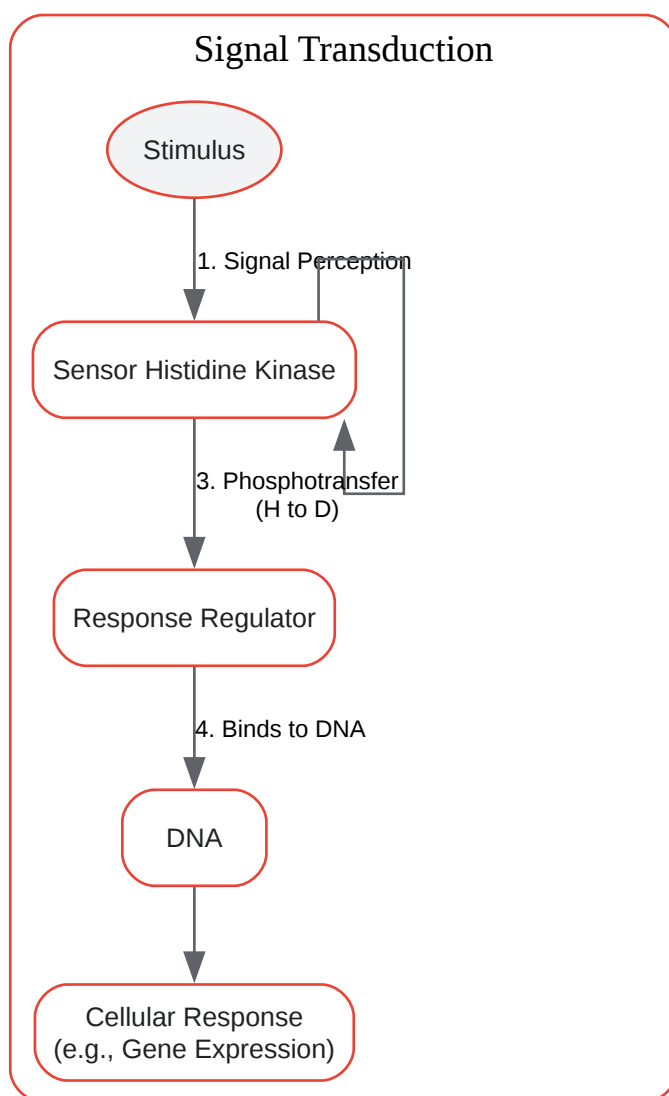 Signal Transduction
Stimulus
1. Signal Perception
Sensor Histidine Kinase
3. Phosphotransfer
(H to D)
Response Regulator
4. Binds to DNA
DNA
Cellular Response
(e.g., Gene Expression)